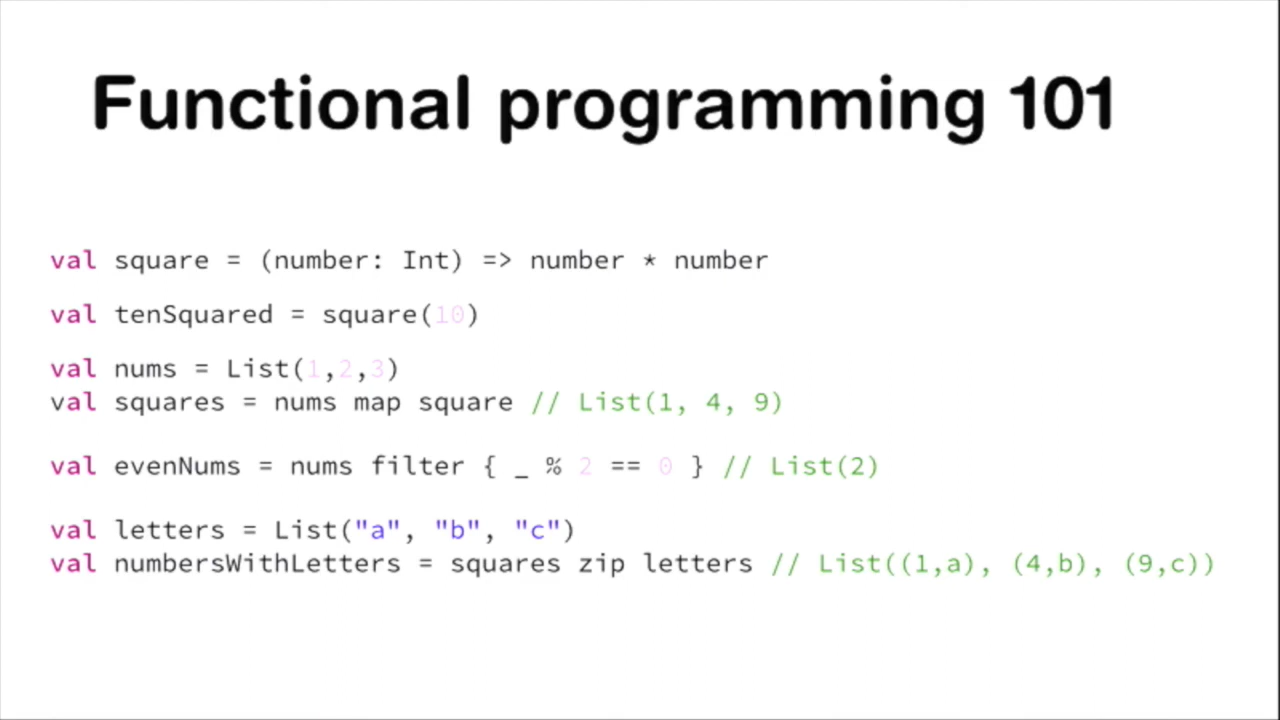 Functional programming 101
val square = (number: Int) => number * number
val tenSquared = square(10)
val nums = List(1,2,3)
val squares = nums map square // List(1, 4, 9)
val evenNums = nums filter { _ % 2 == 0 } // List(2)
val letters = List("a", "b", "c")
val numbersWithLetters = squares zip letters // List((1,a), (4,b), (9,c))